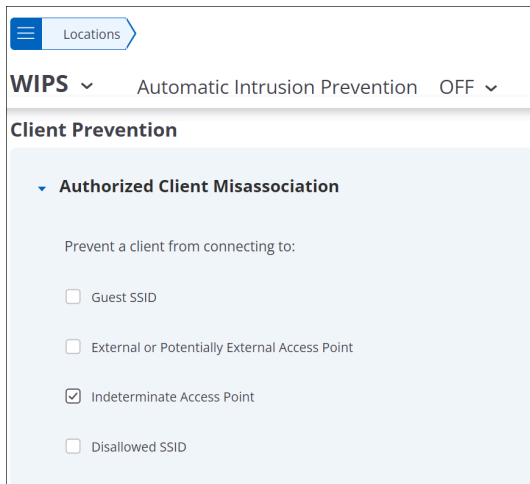 Locations
WIPS Automatic Intrusion Prevention OFF
Client Prevention
Authorized Client Misassociation
Prevent a client from connecting to:
Guest SSID
External or Potentially External Access Point
Indeterminate Access Point
Disallowed SSID